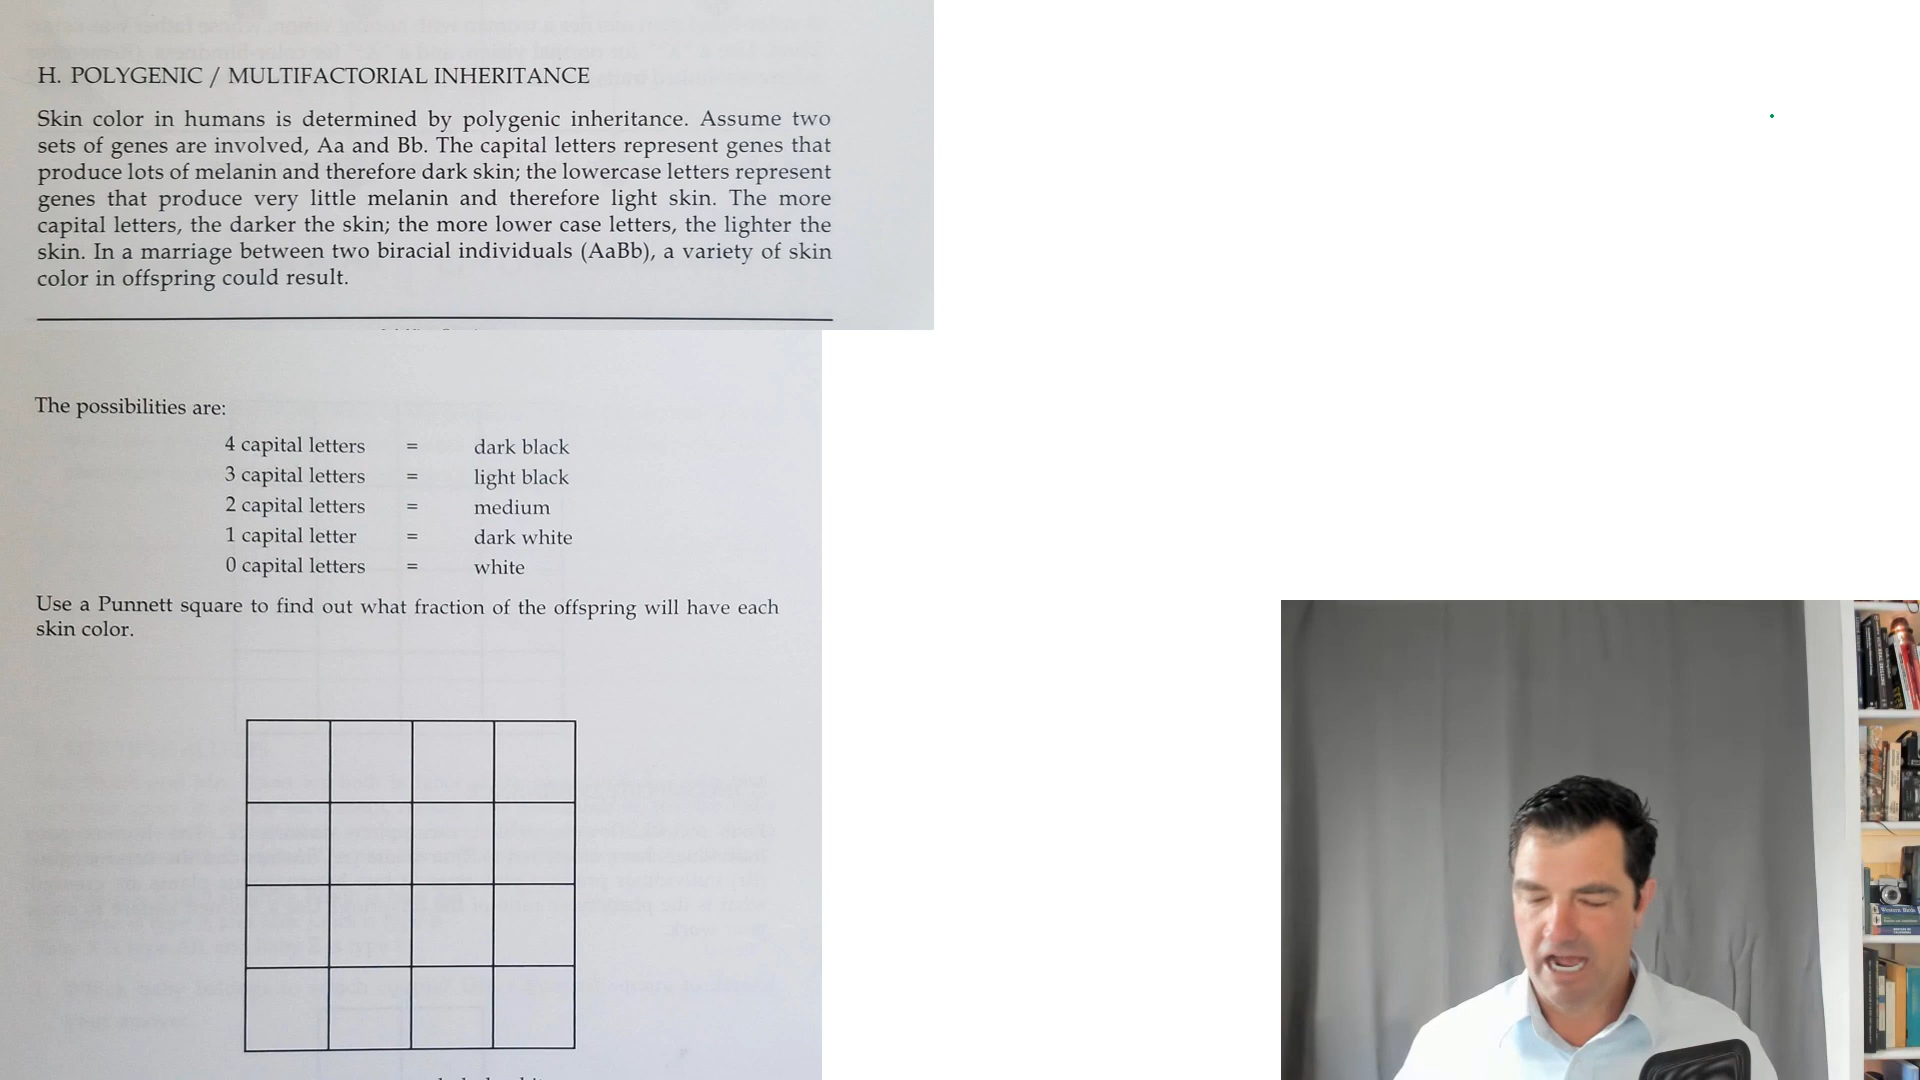 H. POLYGENIC / MULTIFACTORIAL INHERITANCE
Skin color in humans is determined by polygenic inheritance. Assume two
sets of genes are involved, Aa and Bb. The capital letters represent genes that
produce lots of melanin and therefore dark skin; the lowercase letters represent
genes that produce very little melanin and therefore light skin. The more
capital letters, the darker the skin; the more lower case letters, the lighter the
skin. In a marriage between two biracial individuals (AaBb), a variety of skin
color in offspring could result.
The possibilities are:
4 capital letters = dark black
3 capital letters = light black
2 capital letters = medium
1 capital letter = dark white
0 capital letters = white
Use a Punnett square to find out what fraction of the offspring will have each
skin color.
Western Birds